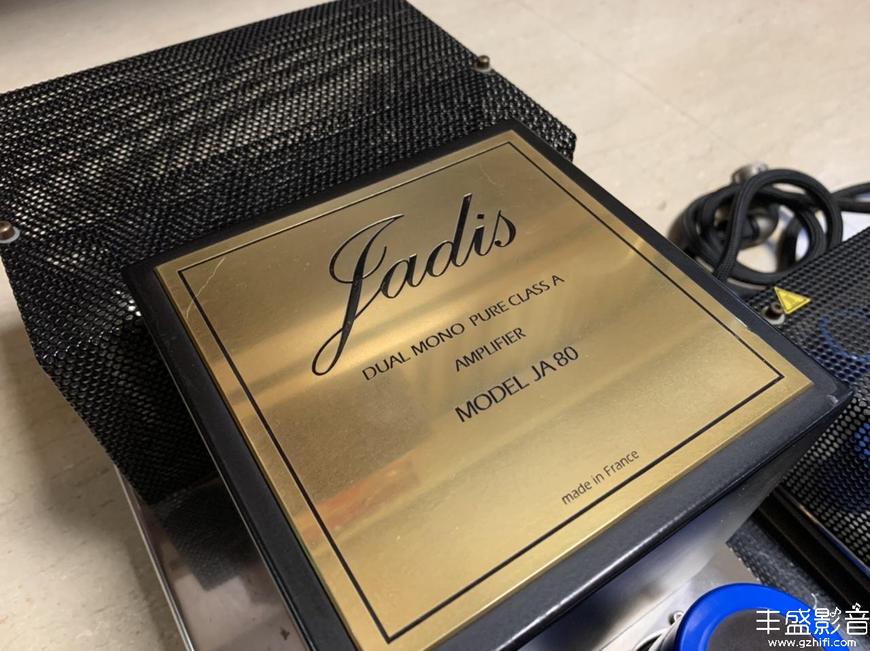 Jadis
DUAL MONO PURE CLASS A
AMPLIFIER
MODEL JA 80
made in France
丰盛影音
www.gzhifi.com